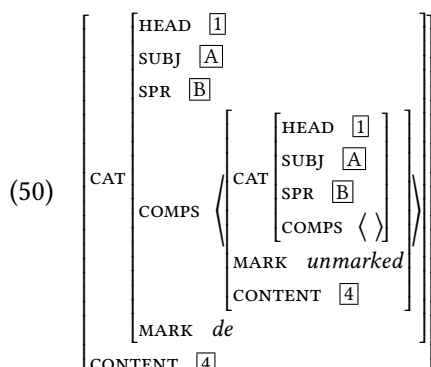 HEAD 1
SUBJ A
SPR B
HEAD 1
SUBJ A
(50) CAT CAT
SPR B
COMPS ⟨ ⟩
COMPS
MARK unmarked
CONTENT 4
MARK de
CONTENT 4